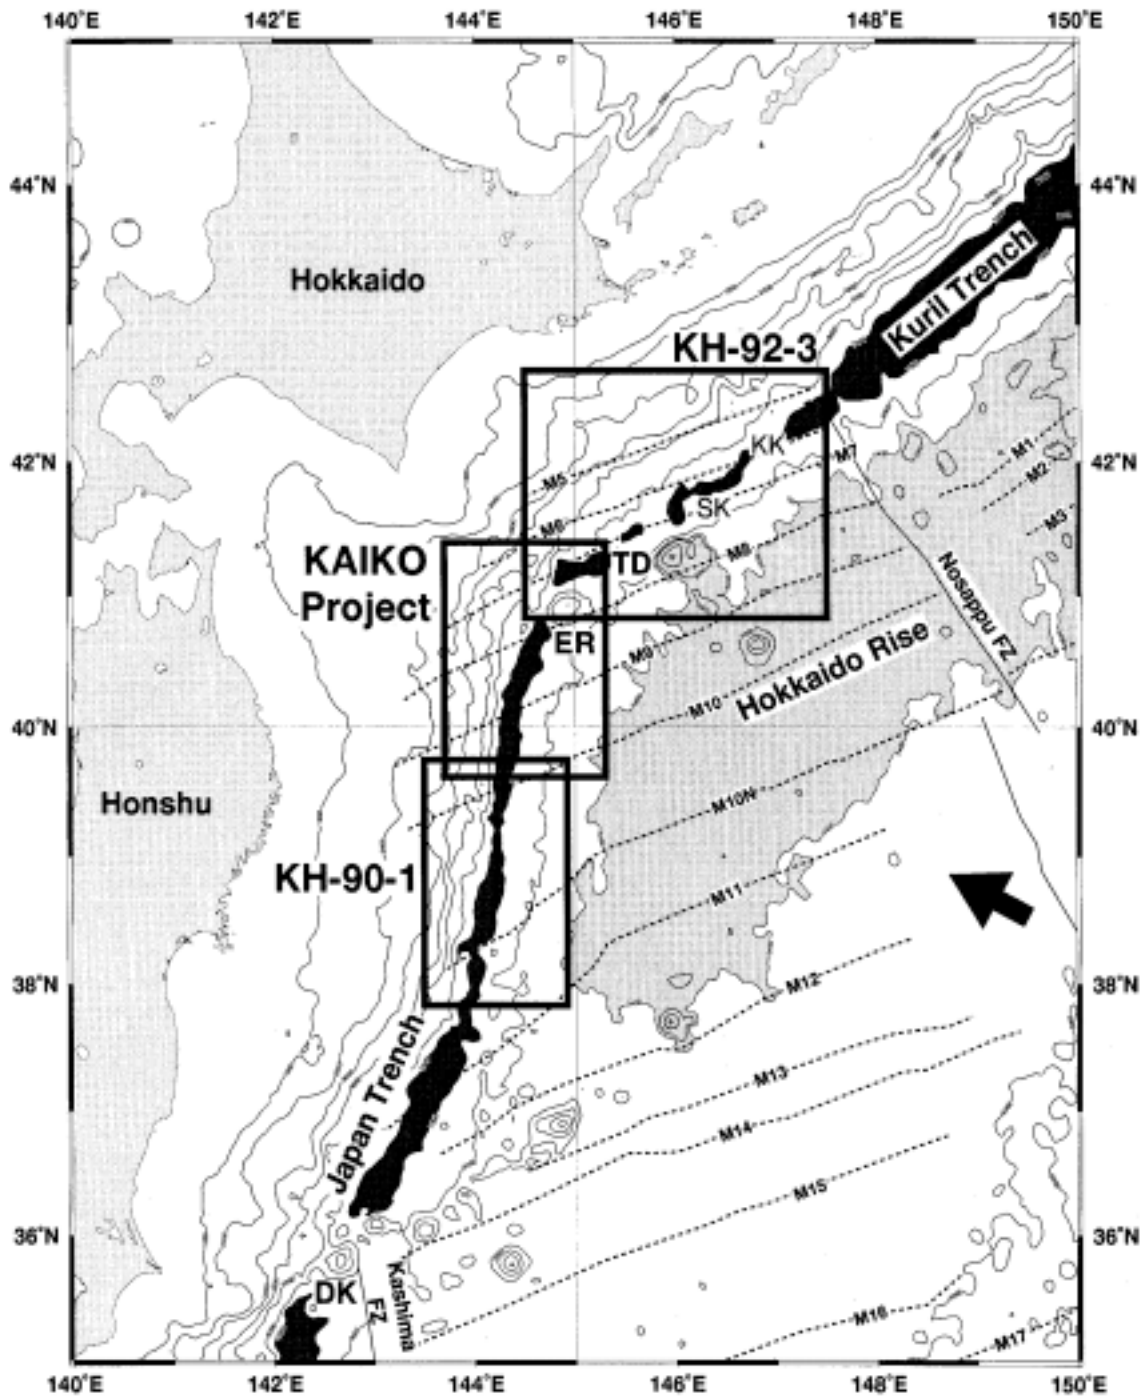 140°E 142°E 144°E 146°E 148°E 150°E
44°N 44°N
Kuril Trench
Hokkaido
KH-92-3
KK
M7
42°N 42°N
M1
M2
M5
SK
M3
M6
KAIKO
Project
TD
M8
Nosappu FZ
ER
M9
Hokkaido Rise
M10
40°N 40°N
Honshu
M10N
KH-90-1
M11
38°N 38°N
M12
Japan Trench
M13
M14
M15
36°N 36°N
DK
Kashima
FZ
M16
M17
140°E 142°E 144°E 146°E 148°E 150°E